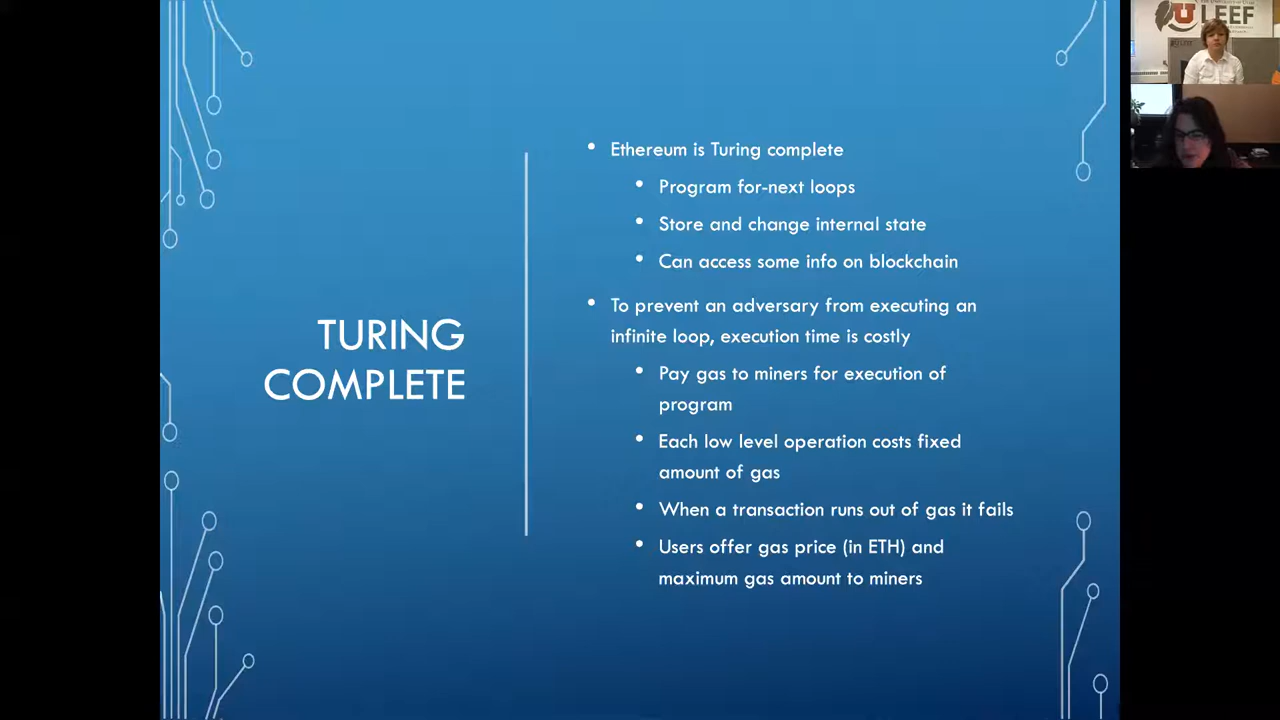 TURING
COMPLETE
Ethereum is Turing complete
Program for-next loops
Store and change internal state
Can access some info on blockchain
To prevent an adversary from executing an
infinite loop, execution time is costly
Pay gas to miners for execution of
program
Each low level operation costs fixed
amount of gas
When a transaction runs out of gas it fails
Users offer gas price (in ETH) and
maximum gas amount to miners
U LEEF